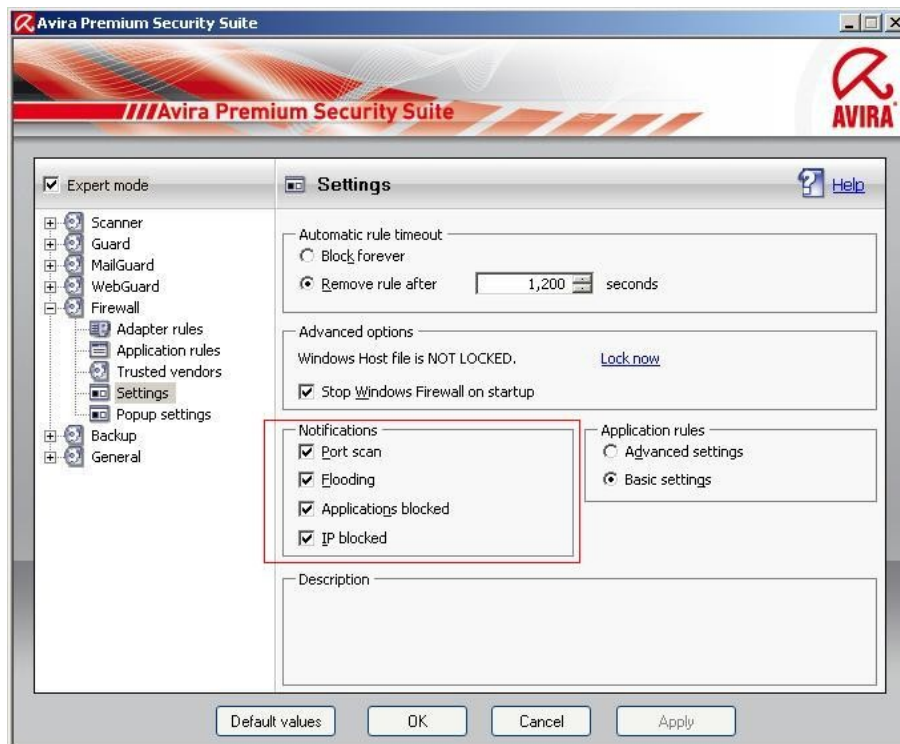 Avira Premium Security Suite
////Avira Premium Security Suite
AVIRA
Expert mode
Settings
Help
Scanner
Guard
MailGuard
WebGuard
Firewall
Adapter rules
Application rules
Trusted vendors
Settings
Popup settings
Backup
General
Automatic rule timeout
Block forever
Remove rule after 1,200 seconds
Advanced options
Windows Host file is NOT LOCKED. Lock now
Stop Windows Firewall on startup
Notifications
Port scan
Flooding
Applications blocked
IP blocked
Application rules
Advanced settings
Basic settings
Description
Default values
OK
Cancel
Apply